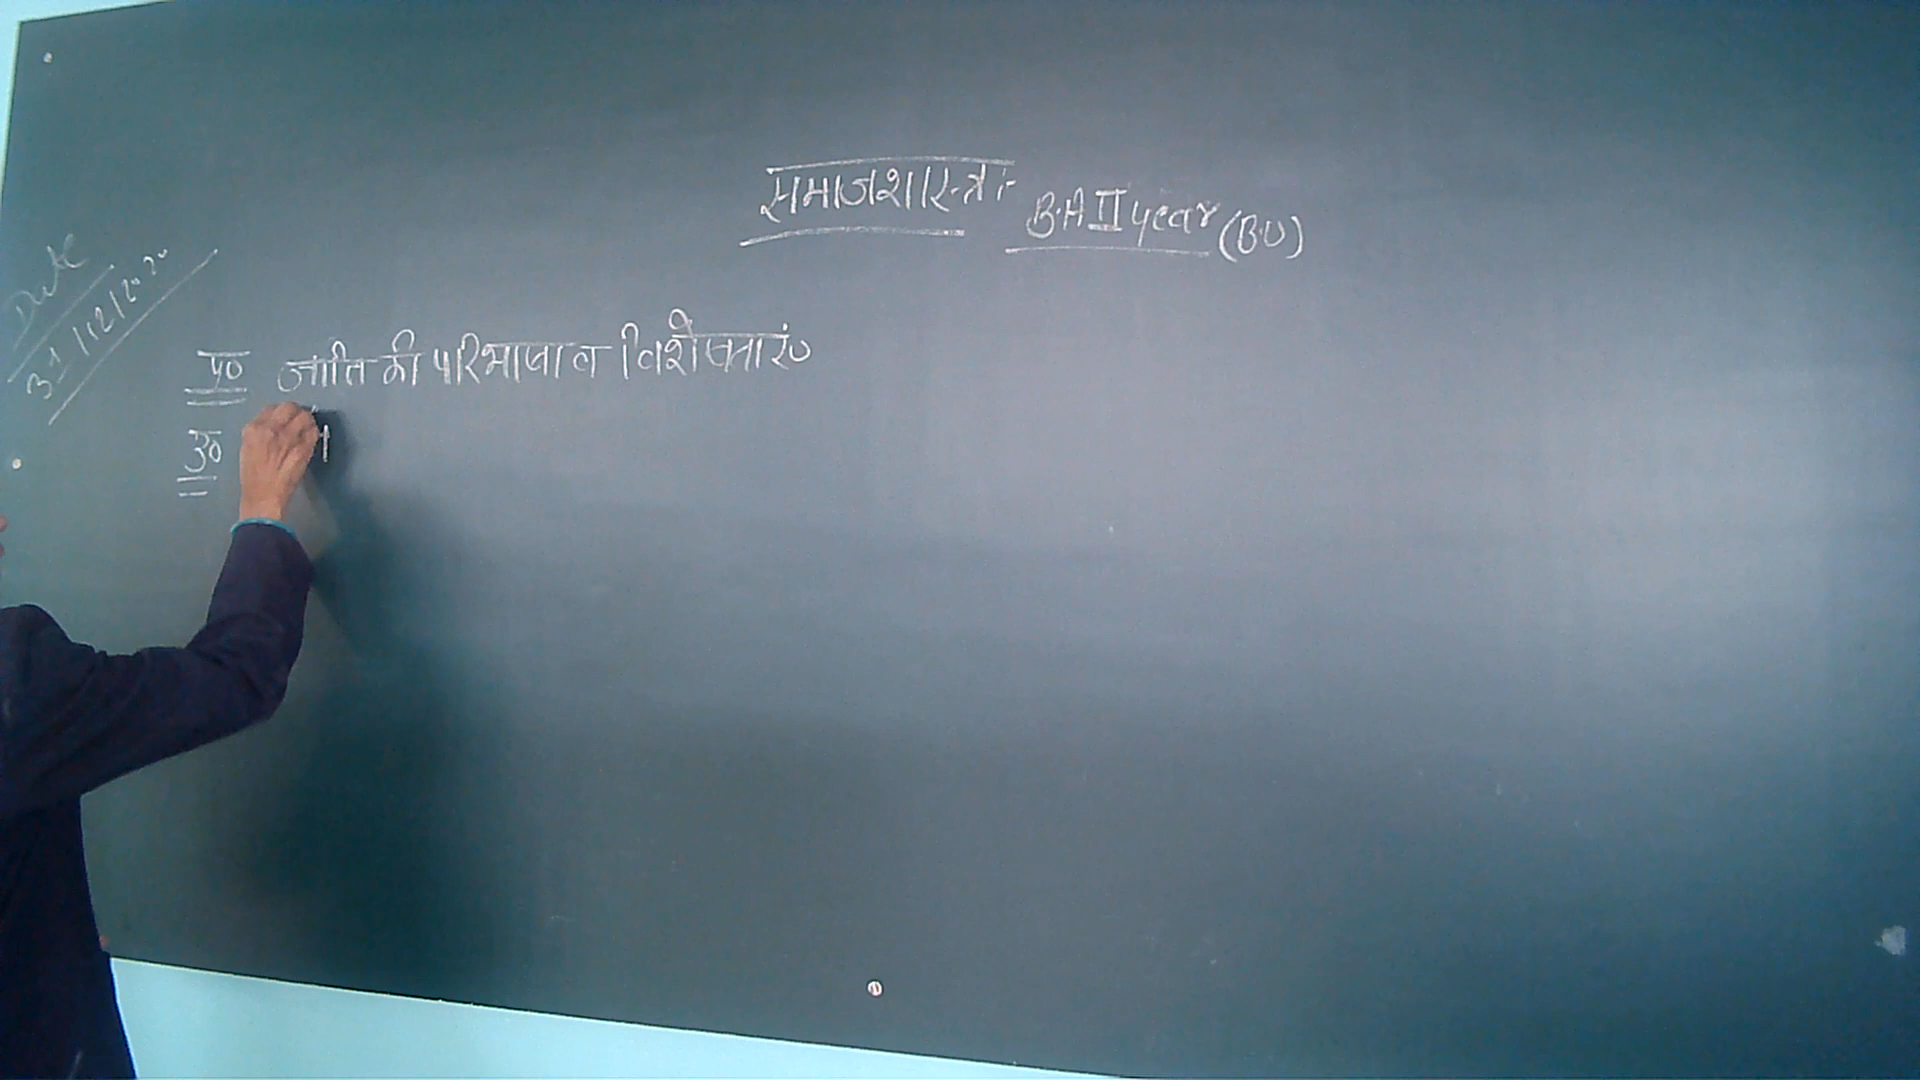 समाजशास्त्र :- B.A II year (B.U)
Date
31/12/2020
प्र० जाति की परिभाषा व विशेषताएं
उ०